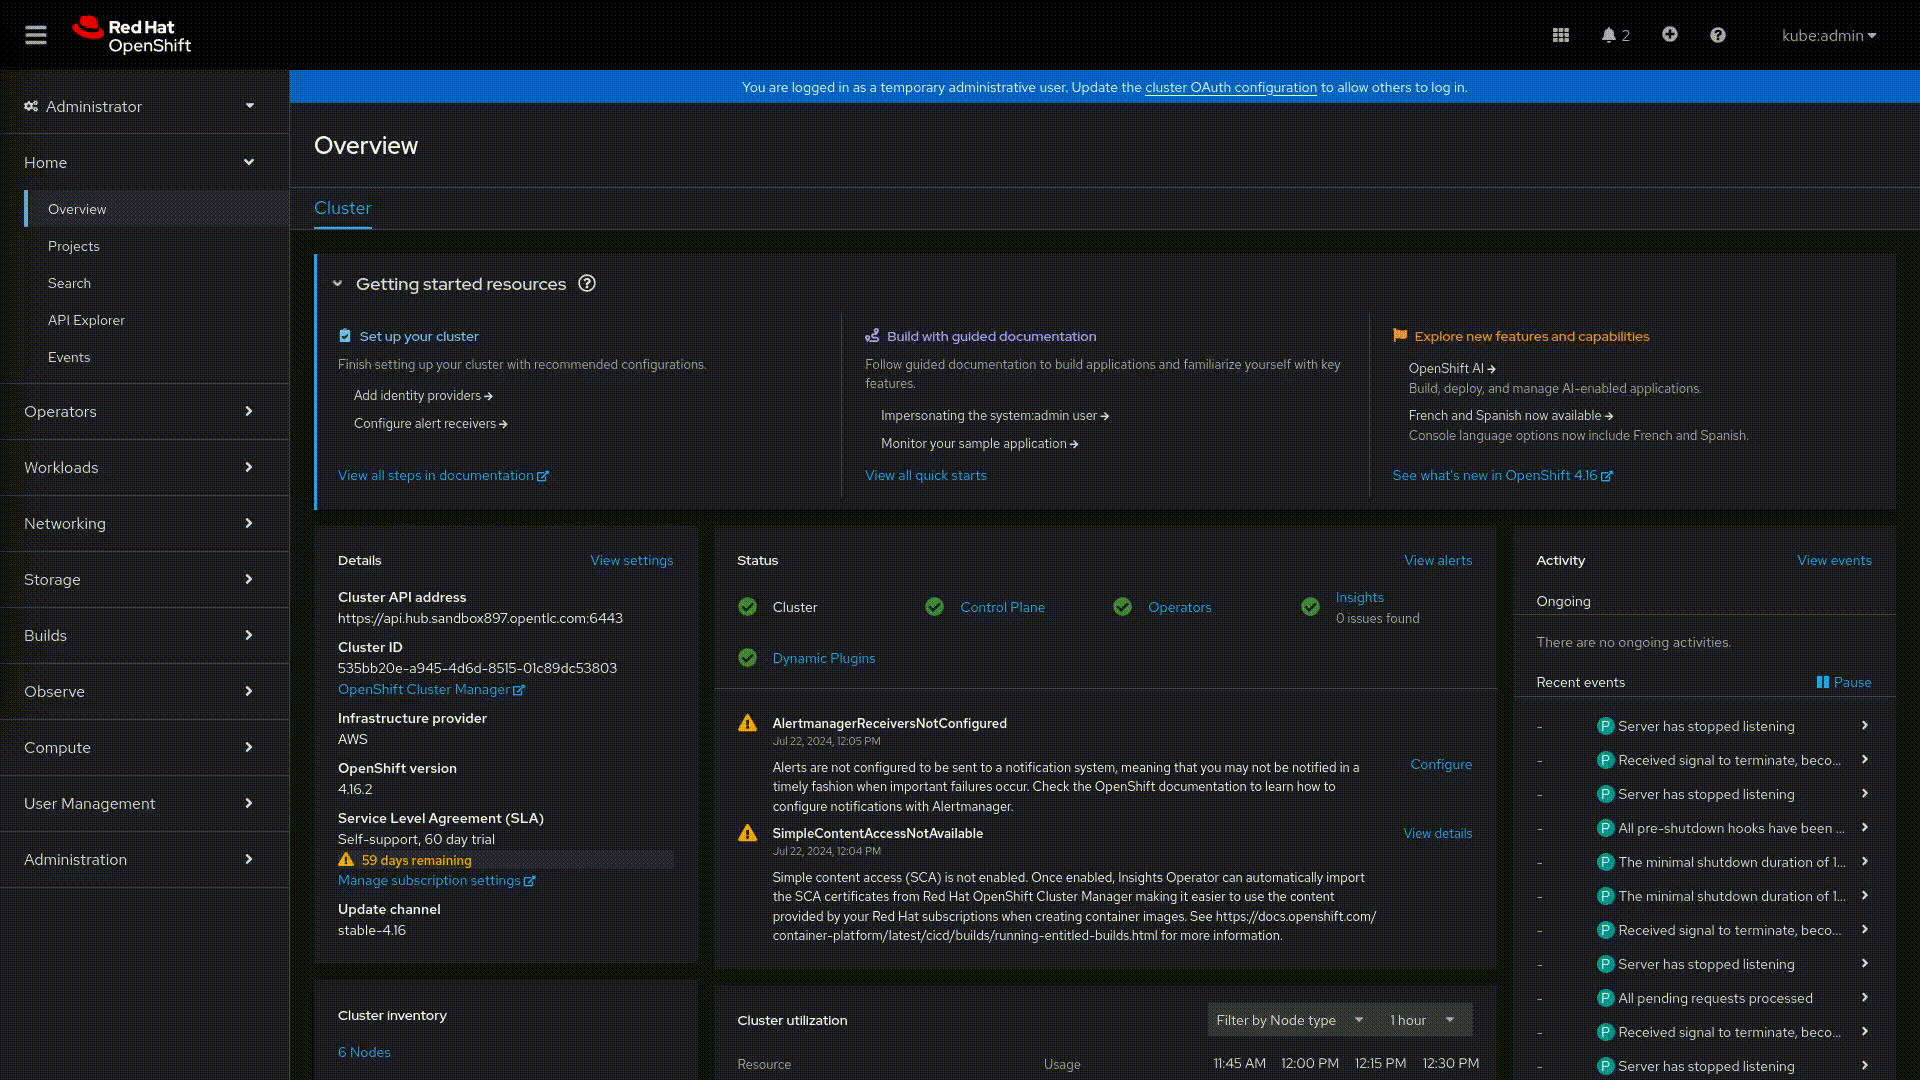 Red Hat
OpenShift
2
kube:admin
You are logged in as a temporary administrative user. Update the cluster OAuth configuration to allow others to log in.
Administrator
Home
Overview
Projects
Search
API Explorer
Events
Operators
Workloads
Networking
Storage
Builds
Observe
Compute
User Management
Administration
Overview
Cluster
Getting started resources
Set up your cluster
Finish setting up your cluster with recommended configurations.
Add identity providers
Configure alert receivers
View all steps in documentation
Build with guided documentation
Follow guided documentation to build applications and familiarize yourself with key
features.
Impersonating the system:admin user
Monitor your sample application
View all quick starts
Explore new features and capabilities
OpenShift AI
Build, deploy, and manage AI-enabled applications.
French and Spanish now available
Console language options now include French and Spanish.
See what's new in OpenShift 4.16
Details
View settings
Cluster API address
https://api.hub.sandbox897.opentlc.com:6443
Cluster ID
535bb20e-a945-4d6d-8515-01c89dc53803
OpenShift Cluster Manager
Infrastructure provider
AWS
OpenShift version
4.16.2
Service Level Agreement (SLA)
Self-support, 60 day trial
59 days remaining
Manage subscription settings
Update channel
stable-4.16
Cluster inventory
6 Nodes
Status
View alerts
Cluster
Control Plane
Operators
Insights
0 issues found
Dynamic Plugins
AlertmanagerReceiversNotConfigured
Jul 22, 2024, 12:05 PM
Alerts are not configured to be sent to a notification system, meaning that you may not be notified in a
timely fashion when important failures occur. Check the OpenShift documentation to learn how to
configure notifications with Alertmanager.
Configure
SimpleContentAccessNotAvailable
Jul 22, 2024, 12:04 PM
Simple content access (SCA) is not enabled. Once enabled, Insights Operator can automatically import
the SCA certificates from Red Hat OpenShift Cluster Manager making it easier to use the content
provided by your Red Hat subscriptions when creating container images. See https://docs.openshift.com/
container-platform/latest/cicd/builds/running-entitled-builds.html for more information.
View details
Cluster utilization
Filter by Node type
1 hour
Resource
Usage
11:45 AM
12:00 PM
12:15 PM
12:30 PM
Activity
View events
Ongoing
There are no ongoing activities.
Recent events
Pause
- P Server has stopped listening
- P Received signal to terminate, beco...
- P Server has stopped listening
- P All pre-shutdown hooks have been ...
- P The minimal shutdown duration of 1...
- P The minimal shutdown duration of 1...
- P Received signal to terminate, beco...
- P Server has stopped listening
- P All pending requests processed
- P Received signal to terminate, beco...
- P Server has stopped listening